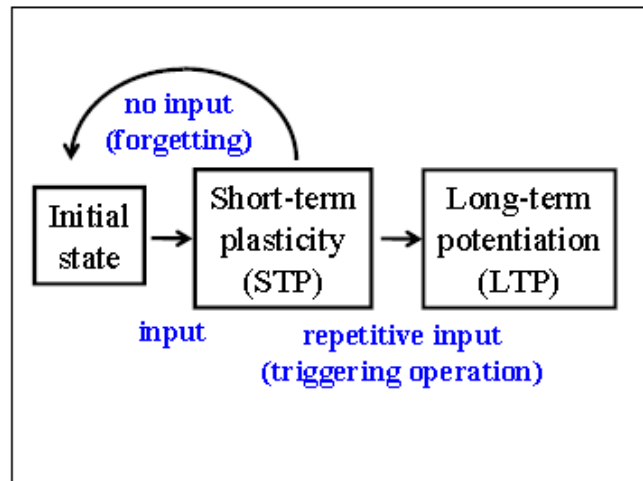 no input
(forgetting)
Initial
state
Short-term
plasticity
(STP)
Long-term
potentiation
(LTP)
input
repetitive input
(triggering operation)